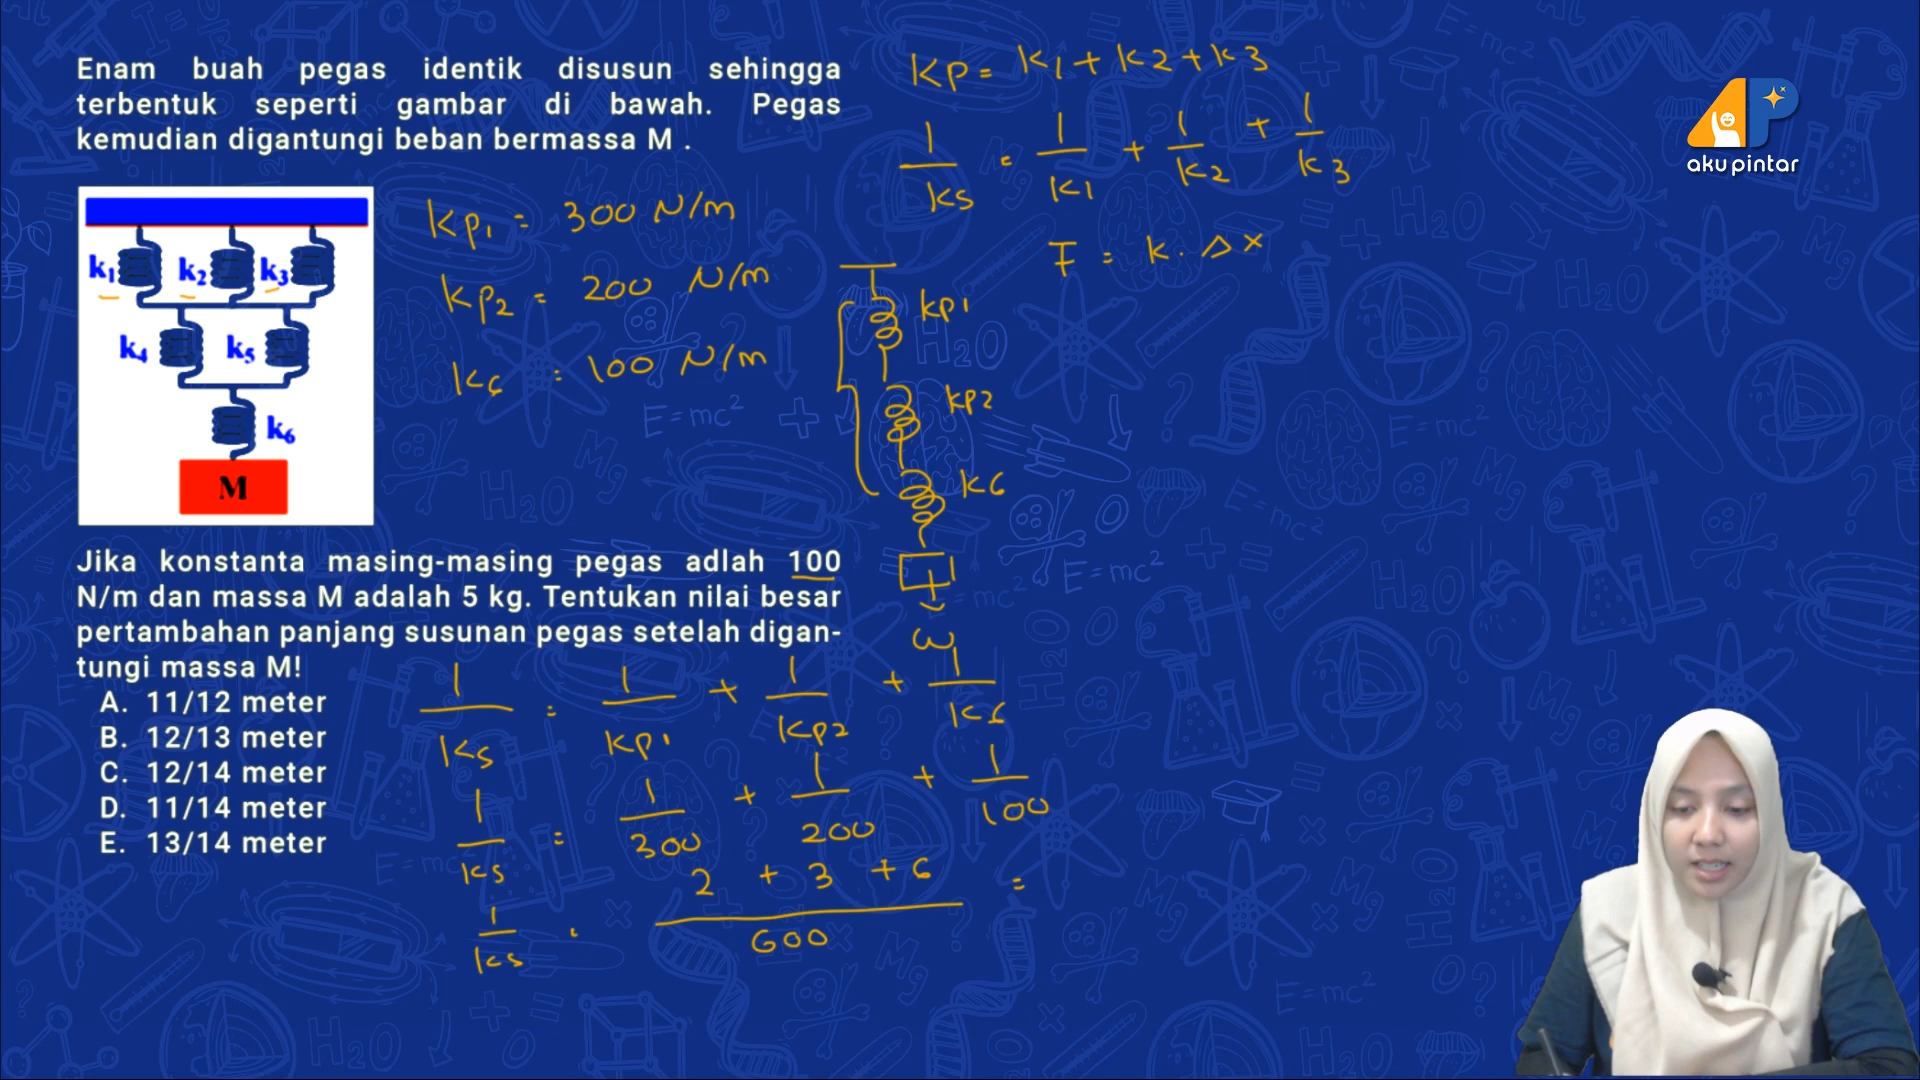 Enam buah pegas identik disusun sehingga
terbentuk seperti gambar di bawah. Pegas
kemudian digantungi beban bermassa M .
k1 k2 k3
k4 k5
k6
M
Jika konstanta masing-masing pegas adlah 100
N/m dan massa M adalah 5 kg. Tentukan nilai besar
pertambahan panjang susunan pegas setelah digan-
tungi massa M!
A. 11/12 meter
B. 12/13 meter
C. 12/14 meter
D. 11/14 meter
E. 13/14 meter
kp1 = 300 N/m
kp2 = 200 N/m
k6 = 100 N/m
kp = k1 + k2 + k3
1/ks = 1/k1 + 1/k2 + 1/k3
F = k . Δx
kp1
kp2
k6
w
1/ks = 1/kp1 + 1/kp2 + 1/k6
1/ks = 1/300 + 1/200 + 1/100
1/ks = 2 + 3 + 6 / 600 =
aku pintar